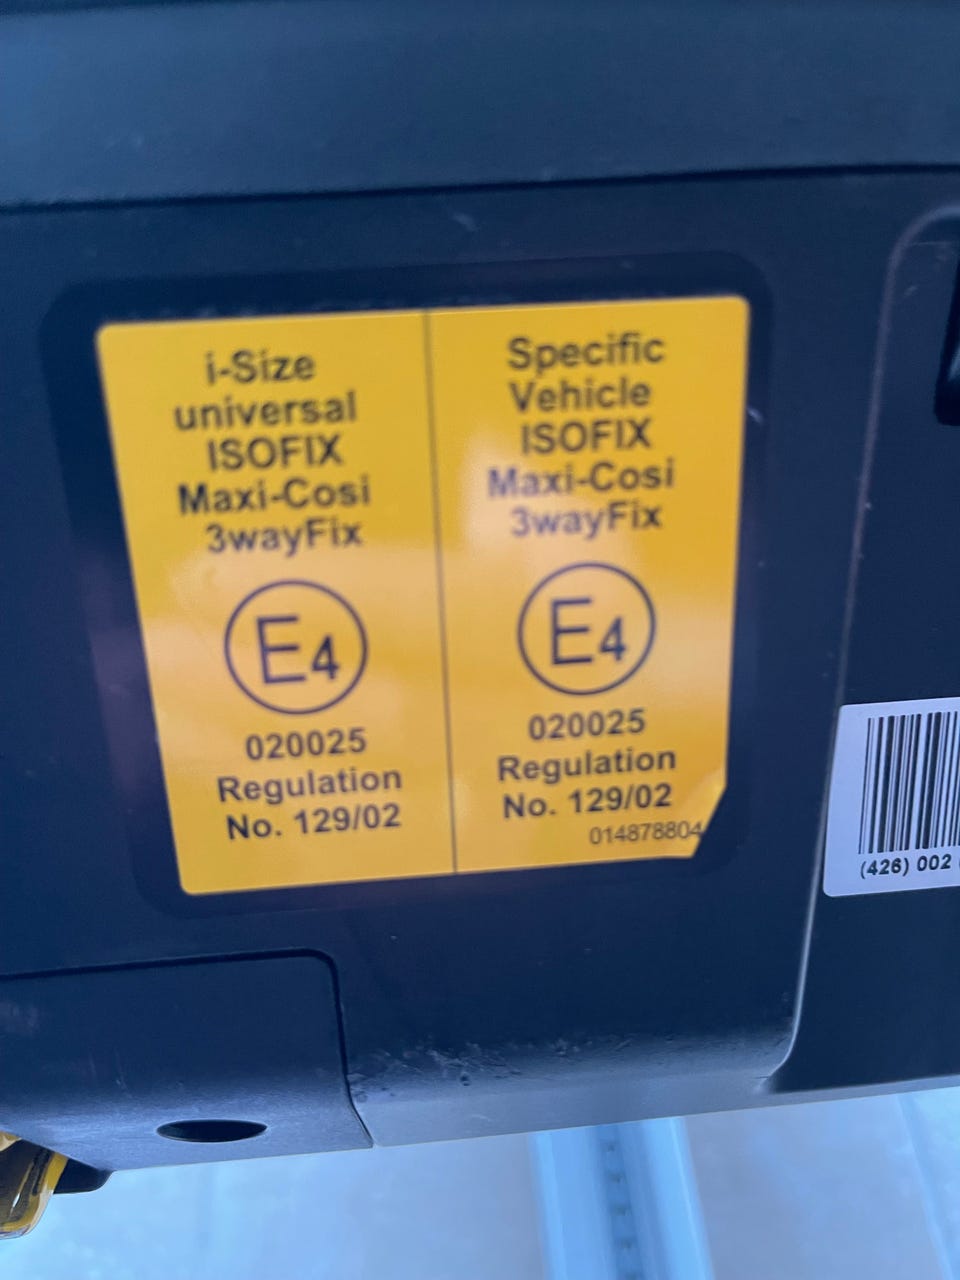 i-Size
universal
ISOFIX
Maxi-Cosi
3wayFix
E4
020025
Regulation
No. 129/02
Specific
Vehicle
ISOFIX
Maxi-Cosi
3wayFix
E4
020025
Regulation
No. 129/02
014878804
(426) 002